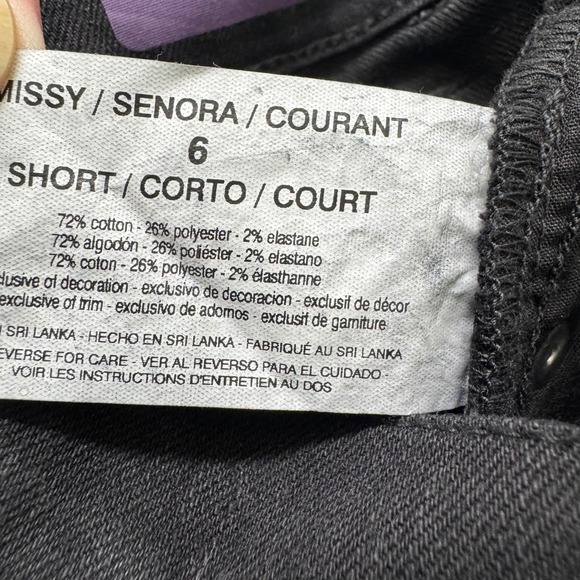 MISSY / SENORA / COURANT
6
SHORT / CORTO / COURT
72% cotton - 26% polyester - 2% elastane
72% algodón - 26% poliéster - 2% elastano
72% coton - 26% polyester - 2% élasthanne
clusive of decoration - exclusivo de decoracion - exclusif de décor
exclusive of trim - exclusivo de adornos - exclusif de garniture
SRI LANKA - HECHO EN SRI LANKA - FABRIQUÉ AU SRI LANKA
EVERSE FOR CARE - VER AL REVERSO PARA EL CUIDADO -
VOIR LES INSTRUCTIONS D'ENTRETIEN AU DOS